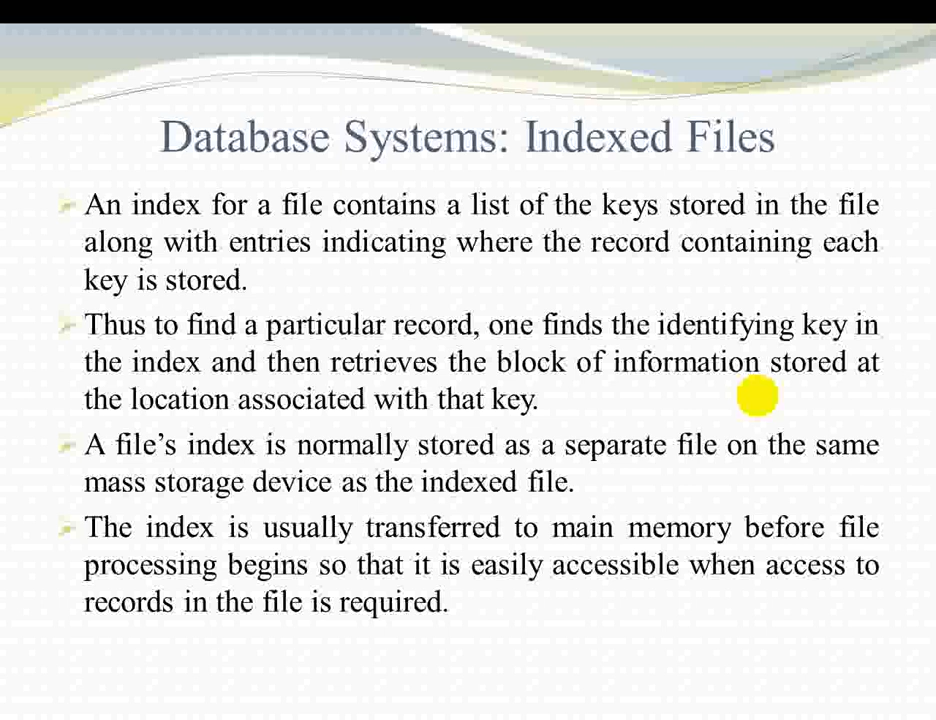 Database Systems: Indexed Files
An index for a file contains a list of the keys stored in the file
along with entries indicating where the record containing each
key is stored.
Thus to find a particular record, one finds the identifying key in
the index and then retrieves the block of information stored at
the location associated with that key.
A file’s index is normally stored as a separate file on the same
mass storage device as the indexed file.
The index is usually transferred to main memory before file
processing begins so that it is easily accessible when access to
records in the file is required.